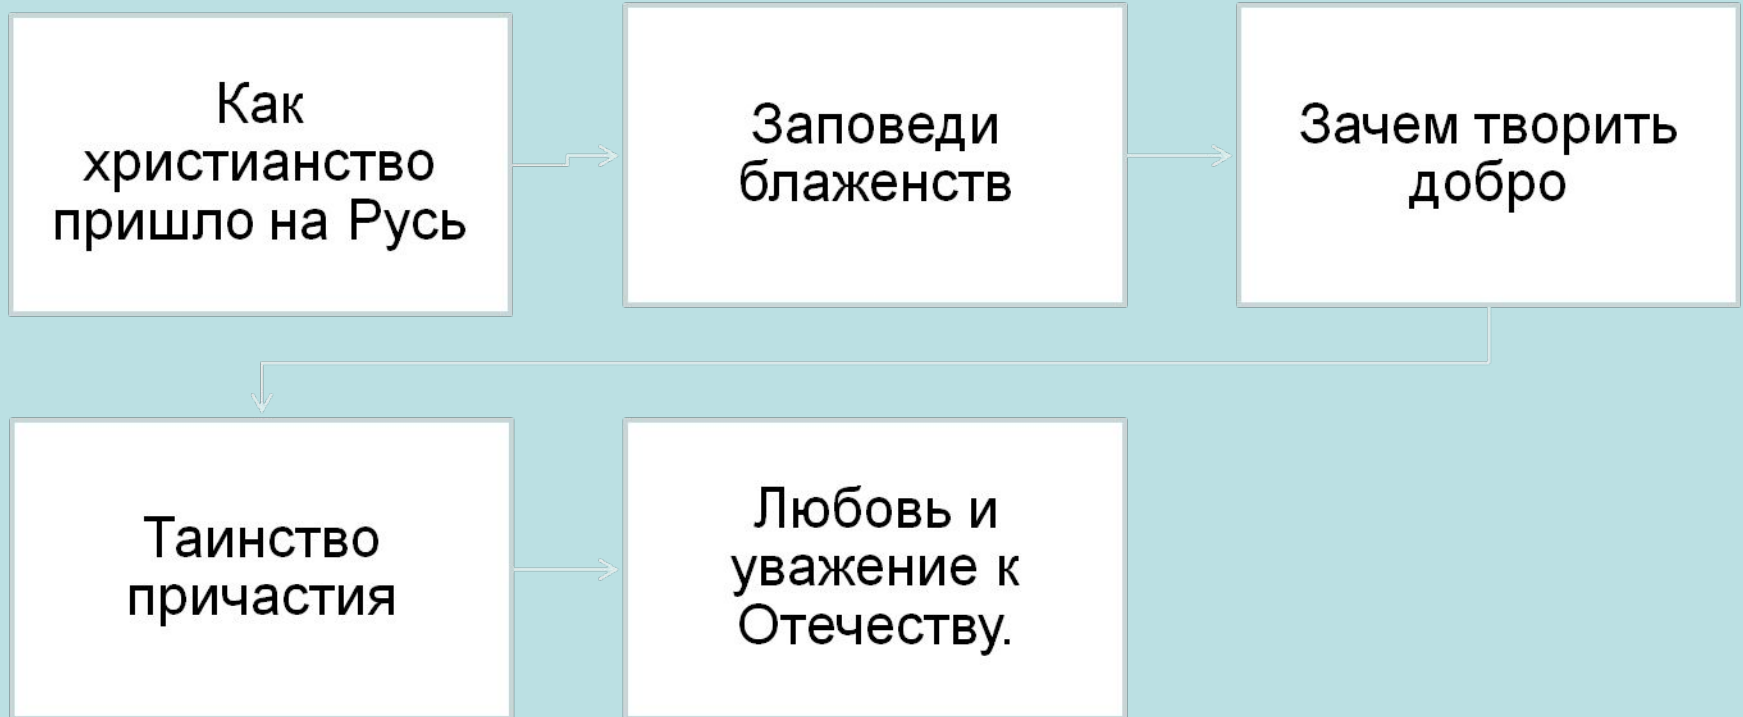 Как
христианство
пришло на Русь
Заповеди
блаженств
Зачем творить
добро
Таинство
причастия
Любовь и
уважение к
Отечеству.